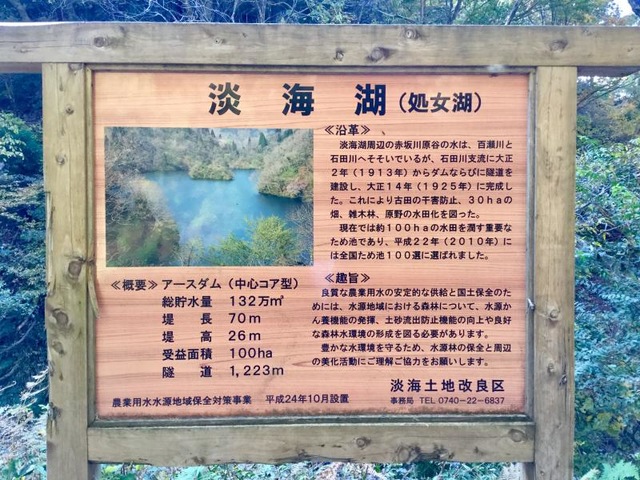 淡海湖（処女湖）
≪沿革≫
淡海湖周辺の赤坂川原谷の水は、百瀬川と
石田川へそそいでいるが、石田川支流に大正
２年（１９１３年）からダムならびに隧道を
建設し、大正１４年（１９２５年）に完成し
た。これにより古田の干害防止、３０ｈａの
畑、雑木林、原野の水田化を図った。
現在では約１００ｈａの水田を潤す重要な
ため池であり、平成２２年（２０１０年）に
は全国ため池１００選に選ばれました。
≪概要≫ アースダム（中心コア型）
総貯水量 132万㎥
堤長 70ｍ
堤高 26ｍ
受益面積 100ha
隧道 1,223ｍ
≪趣旨≫
良質な農業用水の安定的な供給と国土保全のた
めには、水源地域における森林について、水源か
ん養機能の発揮、土砂流出防止機能の向上や良好
な森林水環境の形成を図る必要があります。
豊かな水環境を守るため、水源林の保全と周辺
の美化活動にご理解ご協力をお願いします。
農業用水水源地域保全対策事業 平成24年10月設置
淡海土地改良区
事務局 TEL 0740－22－6837